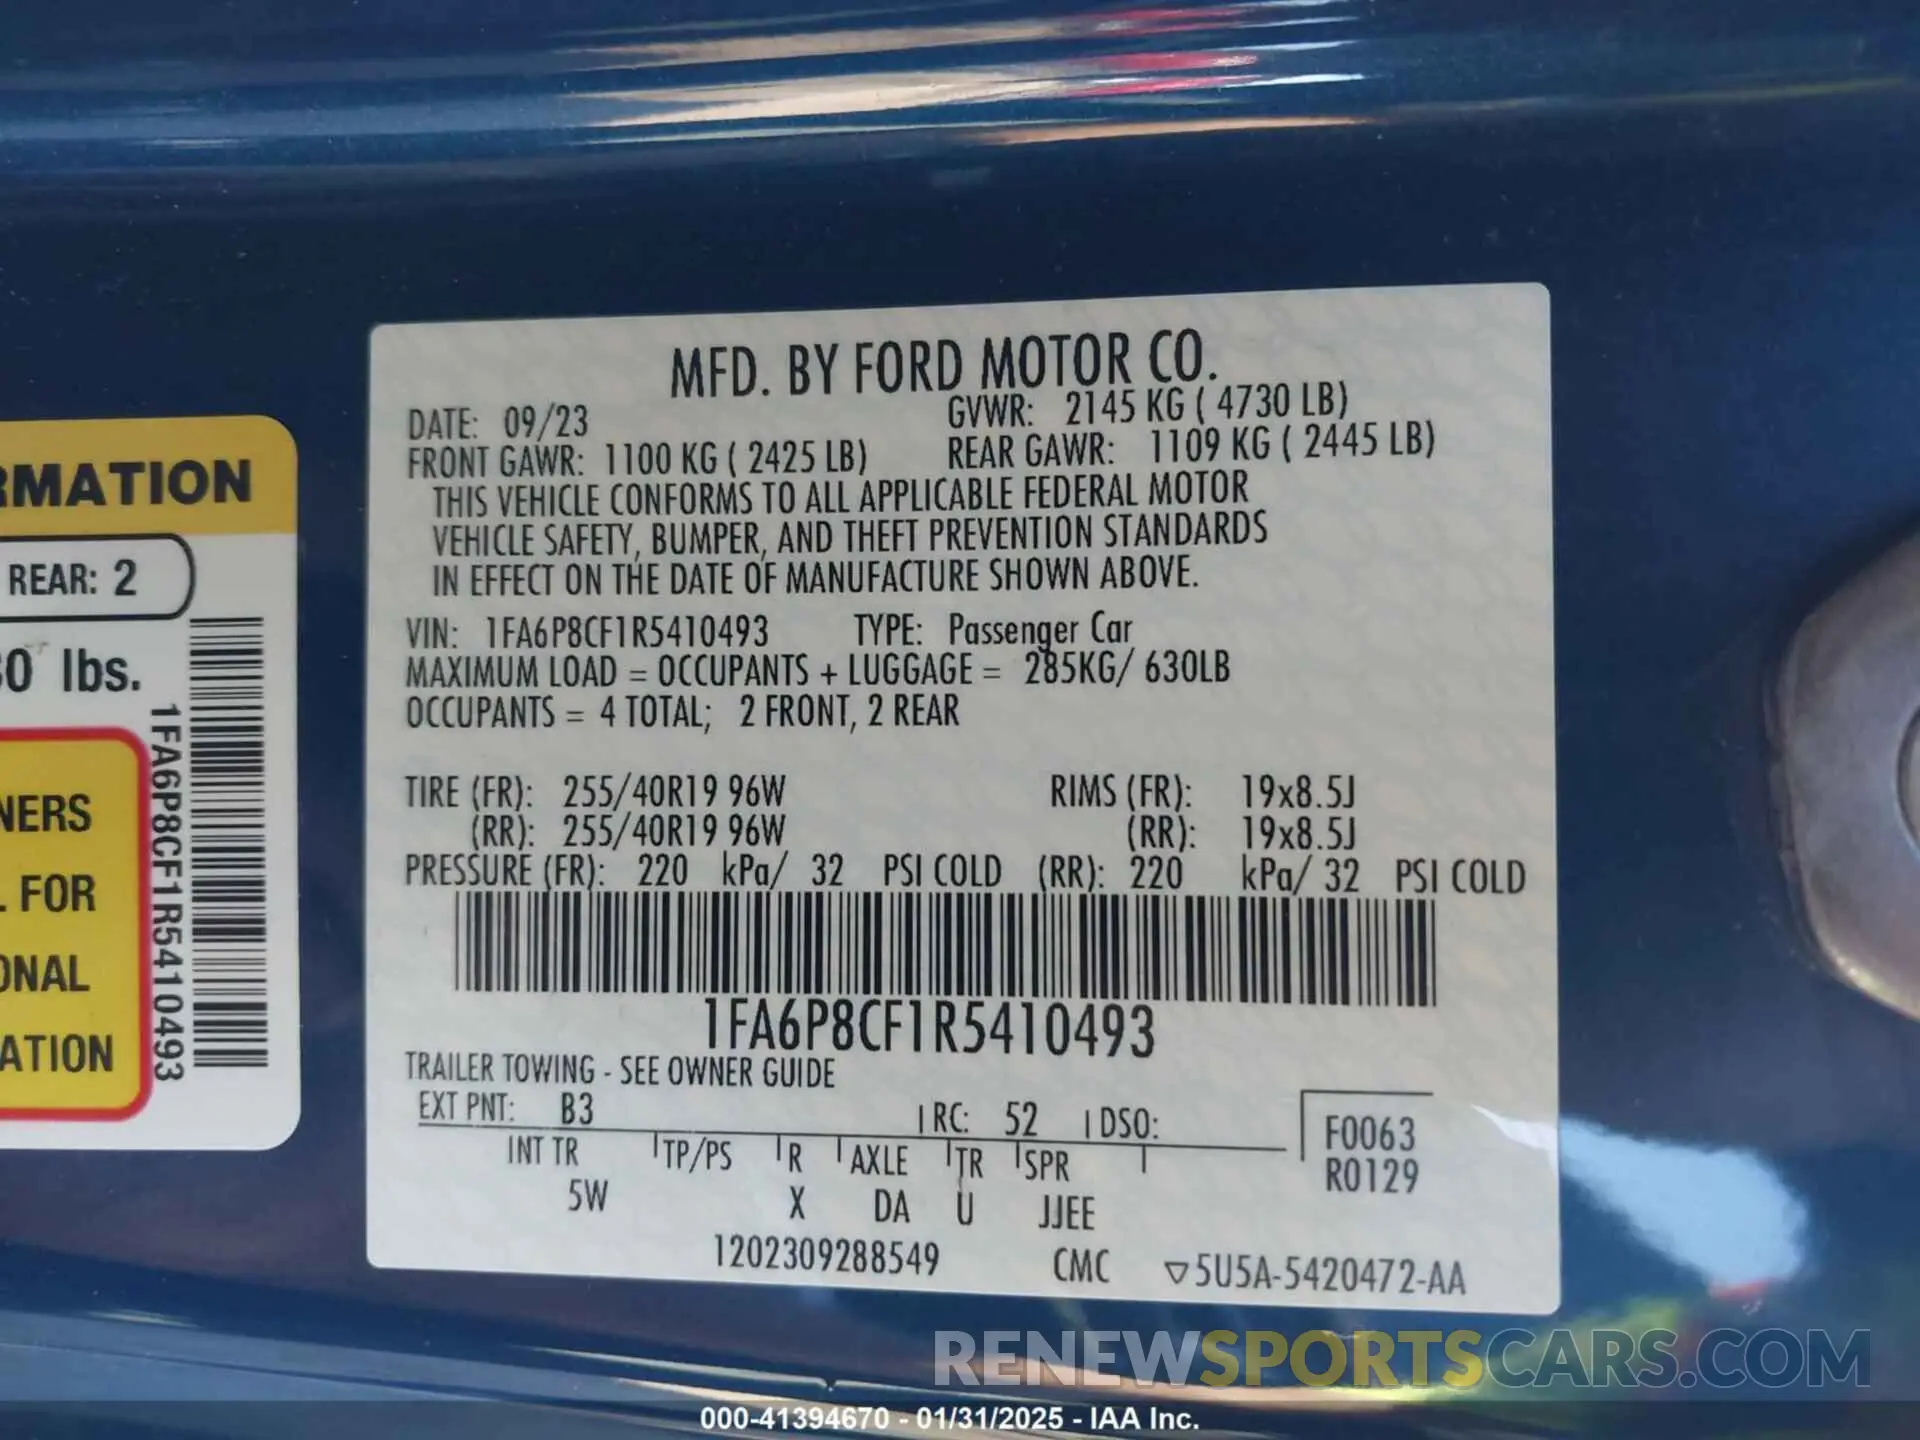 RMATION
REAR: 2
0 lbs.
1FA6P8CF1R5410493
NERS
FOR
ONAL
ATION
MFD. BY FORD MOTOR CO.
DATE: 09/23 GVWR: 2145 KG ( 4730 LB)
FRONT GAWR: 1100 KG ( 2425 LB) REAR GAWR: 1109 KG ( 2445 LB)
THIS VEHICLE CONFORMS TO ALL APPLICABLE FEDERAL MOTOR
VEHICLE SAFETY, BUMPER, AND THEFT PREVENTION STANDARDS
IN EFFECT ON THE DATE OF MANUFACTURE SHOWN ABOVE.
VIN: 1FA6P8CF1R5410493 TYPE: Passenger Car
MAXIMUM LOAD = OCCUPANTS + LUGGAGE = 285KG/ 630LB
OCCUPANTS = 4 TOTAL; 2 FRONT, 2 REAR
TIRE (FR): 255/40R19 96W RIMS (FR): 19x8.5J
(RR): 255/40R19 96W (RR): 19x8.5J
PRESSURE (FR): 220 kPa/ 32 PSI COLD (RR): 220 kPa/ 32 PSI COLD
1FA6P8CF1R5410493
TRAILER TOWING - SEE OWNER GUIDE
EXT PNT: B3 RC: 52 DSO: F0063
INT TR TP/PS R AXLE TR SPR R0129
5W X DA U JJEE
1202309288549 CMC ▽5U5A-5420472-AA
RENEWSPORTSCARS.COM
000-41394670 - 01/31/2025 - IAA Inc.